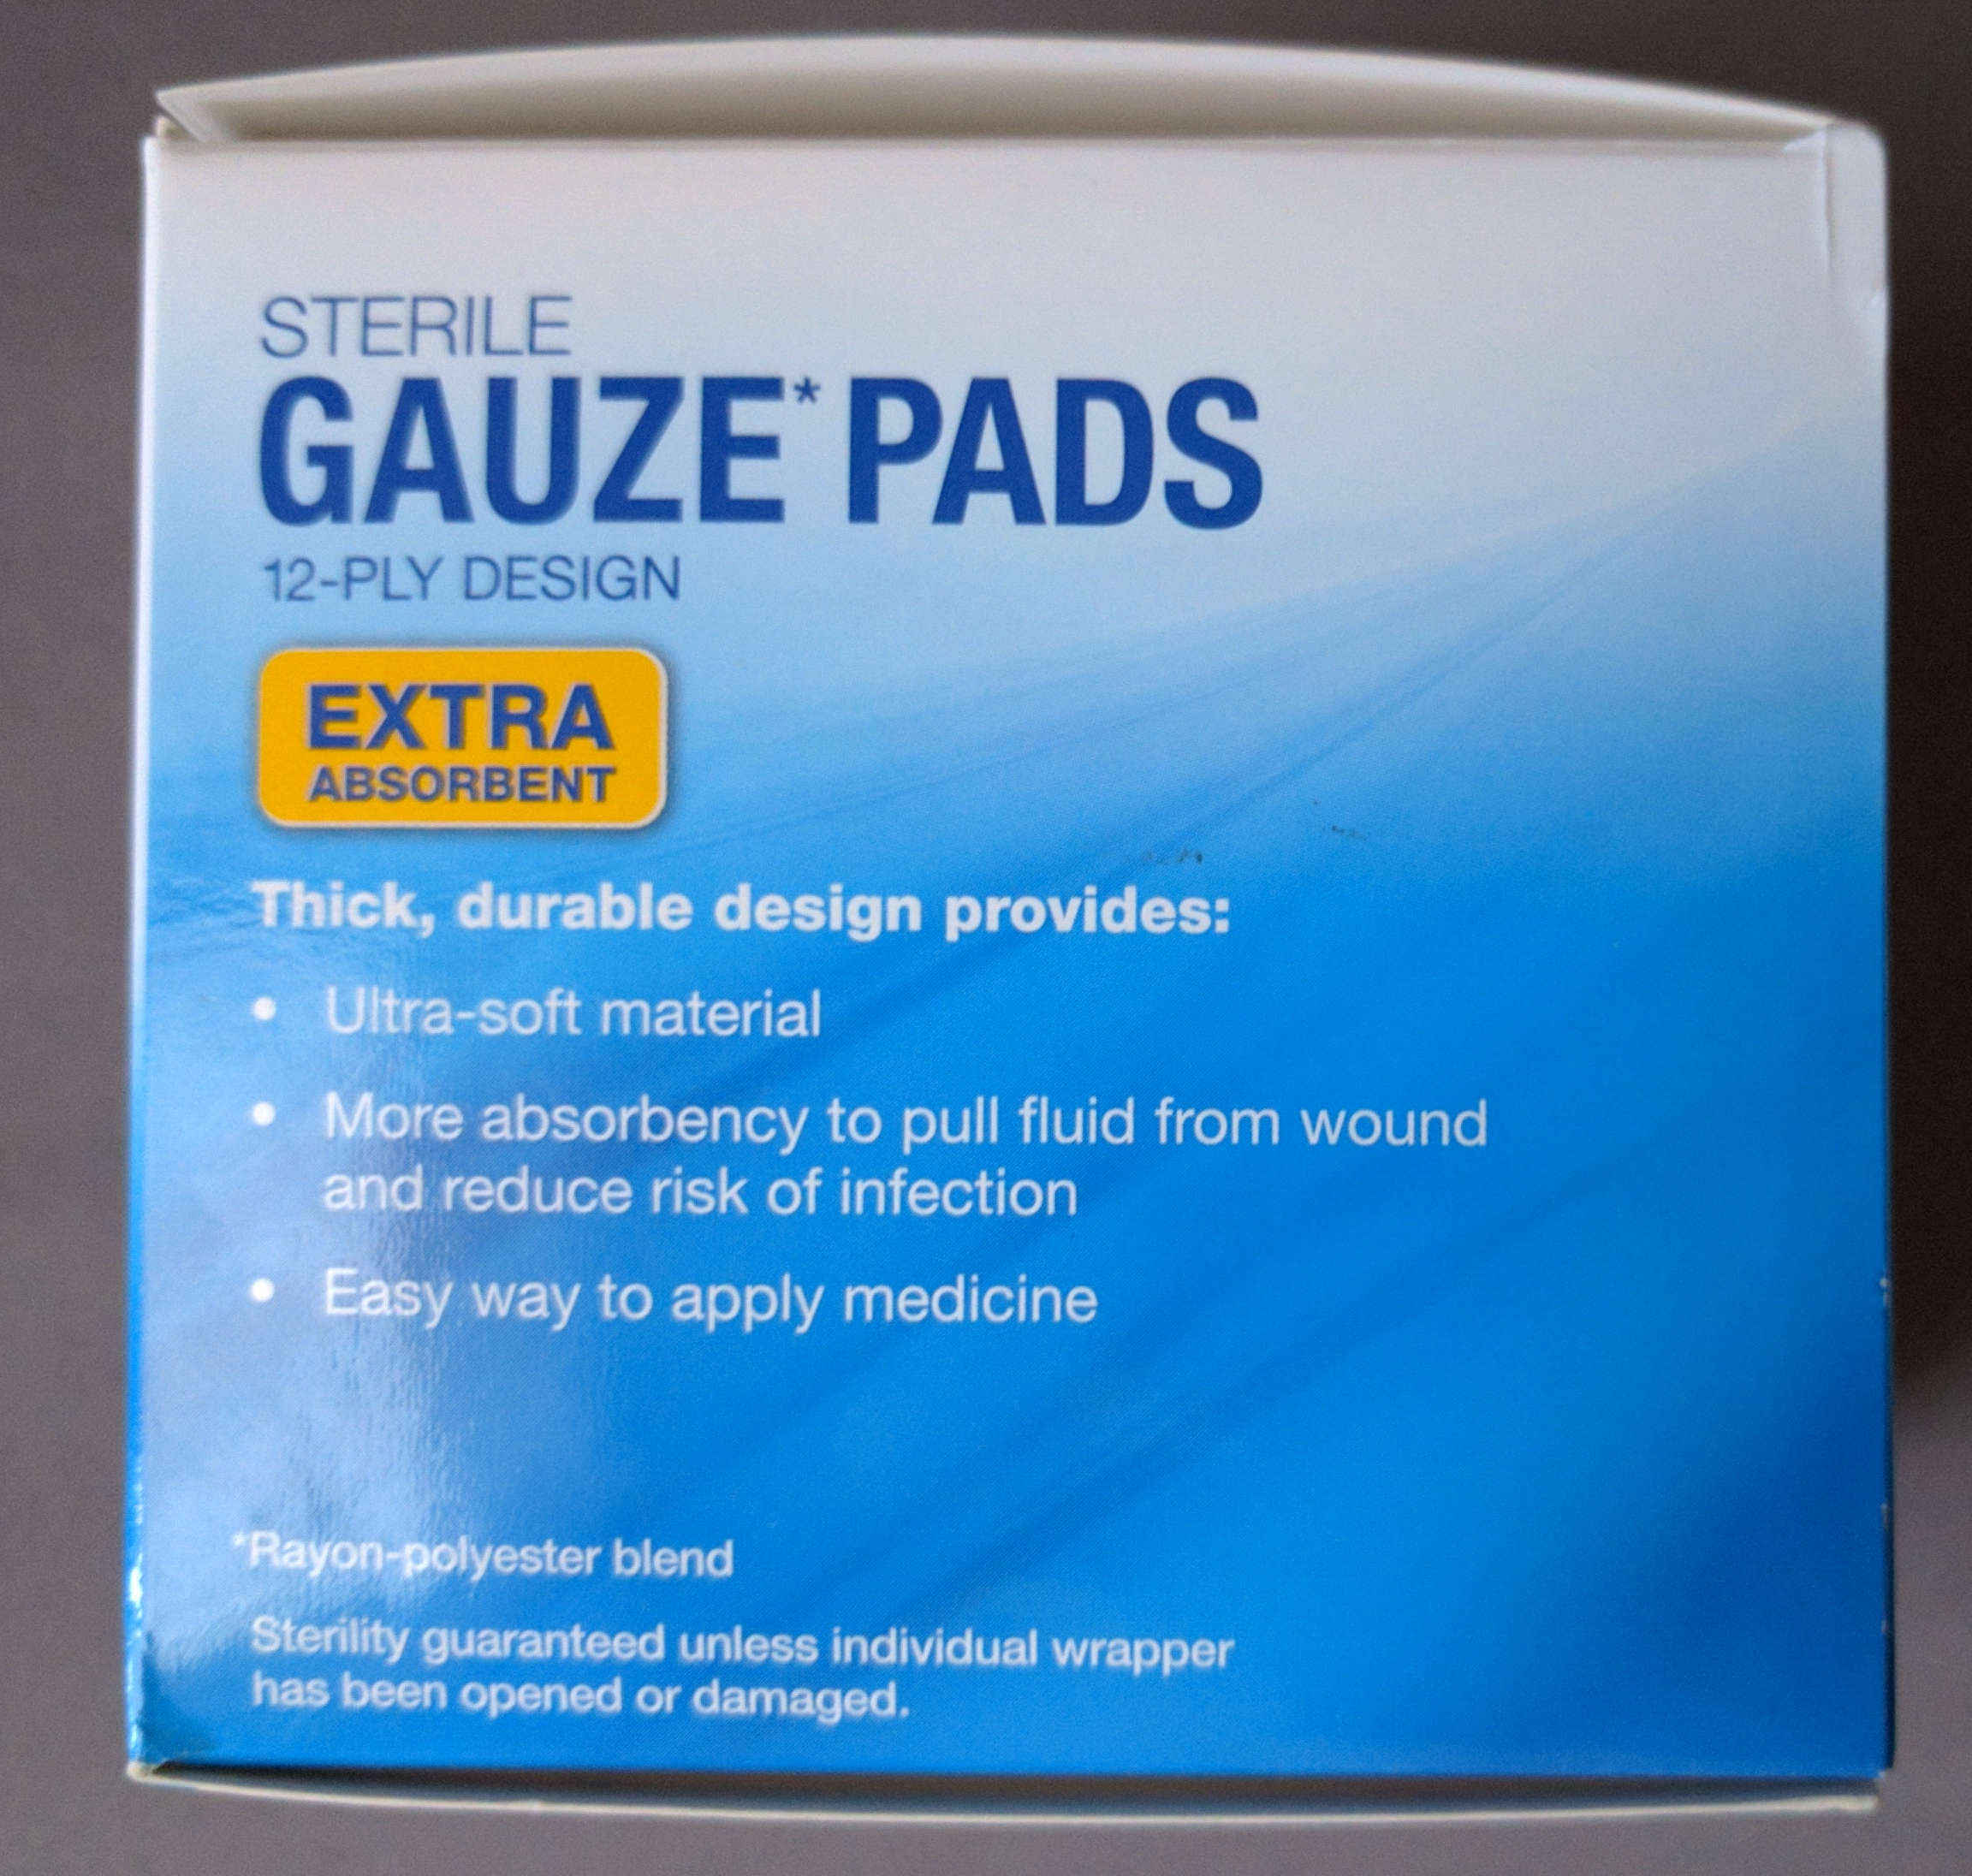 STERILE
GAUZE* PADS
12-PLY DESIGN
EXTRA
ABSORBENT
Thick, durable design provides:
• Ultra-soft material
• More absorbency to pull fluid from wound
and reduce risk of infection
• Easy way to apply medicine
*Rayon-polyester blend
Sterility guaranteed unless individual wrapper
has been opened or damaged.